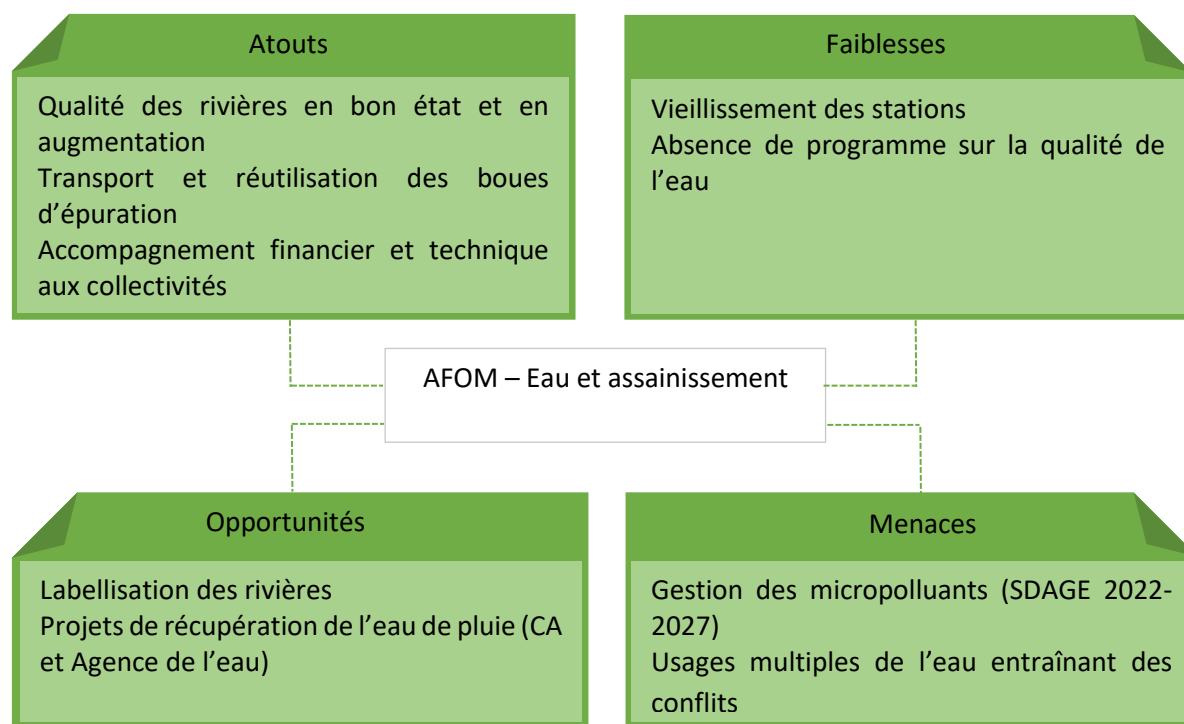 Atouts
Qualité des rivières en bon état et en
augmentation
Transport et réutilisation des boues
d’épuration
Accompagnement financier et technique
aux collectivités
Faiblesses
Vieillissement des stations
Absence de programme sur la qualité de
l’eau
AFOM – Eau et assainissement
Opportunités
Labellisation des rivières
Projets de récupération de l’eau de pluie (CA
et Agence de l’eau)
Menaces
Gestion des micropolluants (SDAGE 2022-
2027)
Usages multiples de l’eau entraînant des
conflits